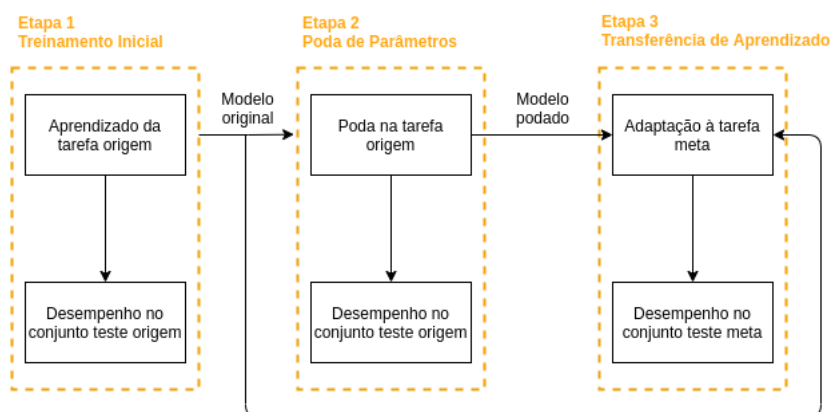 Etapa 1
Treinamento Inicial
Etapa 2
Poda de Parâmetros
Etapa 3
Transferência de Aprendizado
Aprendizado da
tarefa origem
Modelo
original
Poda na tarefa
origem
Modelo
podado
Adaptação à tarefa
meta
Desempenho no
conjunto teste origem
Desempenho no
conjunto teste origem
Desempenho no
conjunto teste meta